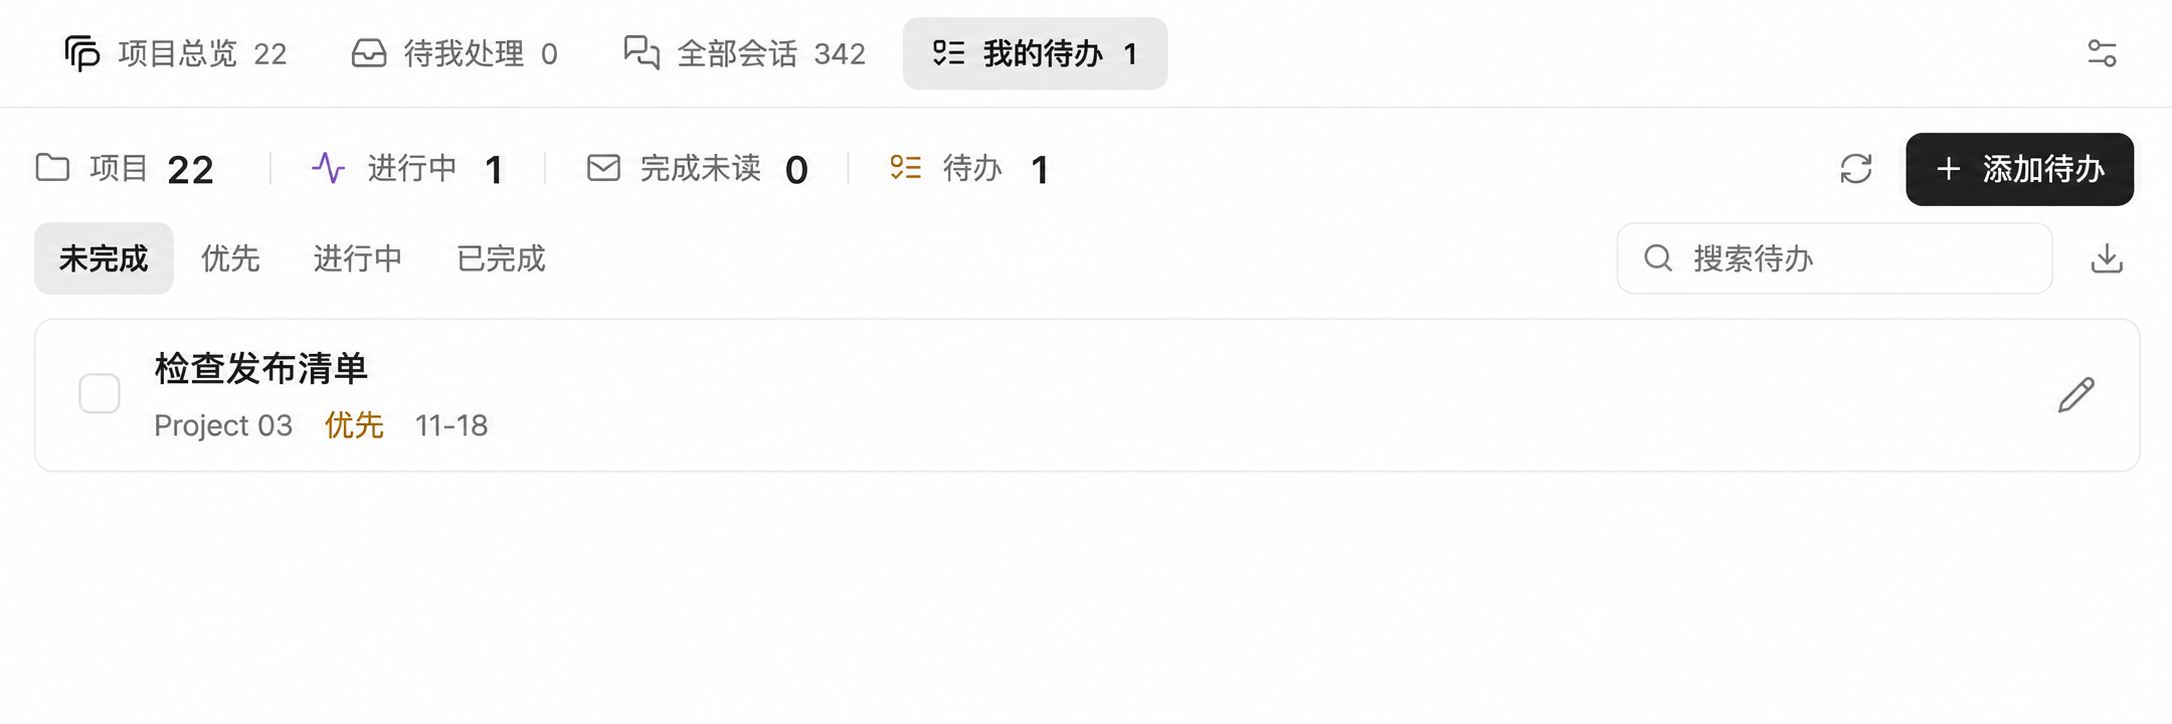 项目总览 22 待我处理 0 全部会话 342 我的待办 1
项目 22 进行中 1 完成未读 0 待办 1 添加待办
未完成 优先 进行中 已完成 搜索待办
检查发布清单
Project 03 优先 11-18